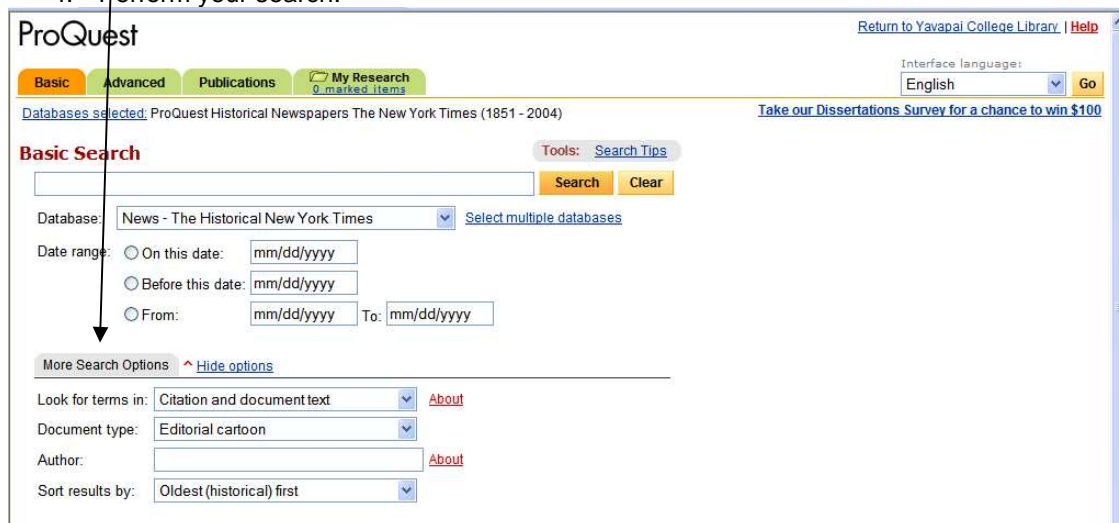 ProQuest
Return to Yavapai College Library | Help
Interface language:
Basic Advanced Publications My Research
0 marked items
English Go
Databases selected: ProQuest Historical Newspapers The New York Times (1851 - 2004)
Take our Dissertations Survey for a chance to win $100
Basic Search
Tools: Search Tips
Search Clear
Database: News - The Historical New York Times Select multiple databases
Date range: On this date: mm/dd/yyyy
Before this date: mm/dd/yyyy
From: mm/dd/yyyy To: mm/dd/yyyy
More Search Options ^ Hide options
Look for terms in: Citation and document text About
Document type: Editorial cartoon
Author: About
Sort results by: Oldest (historical) first